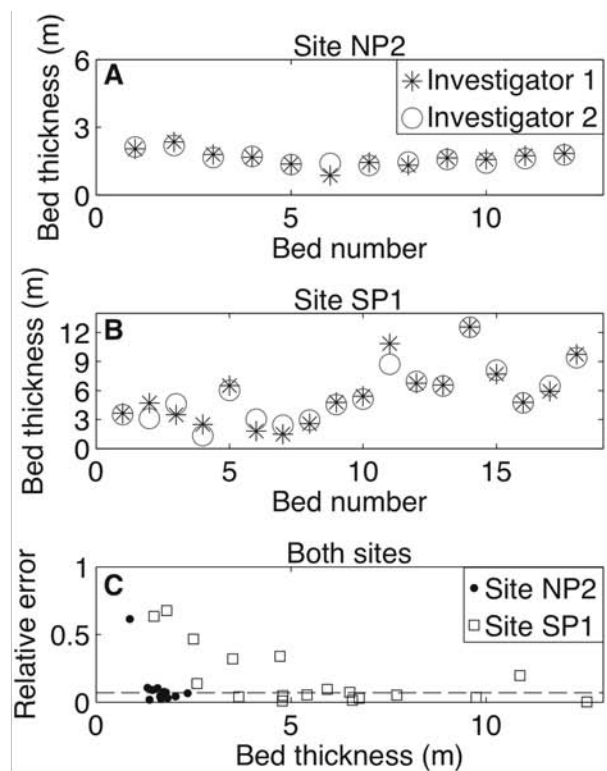 Site NP2
A
Bed thickness (m)
6
3
0
Investigator 1
Investigator 2
0 5 10
Bed number
Site SP1
B
Bed thickness (m)
12
9
6
3
0
0 5 10 15
Bed number
Both sites
C
Relative error
1
0.5
0
Site NP2
Site SP1
0 5 10
Bed thickness (m)